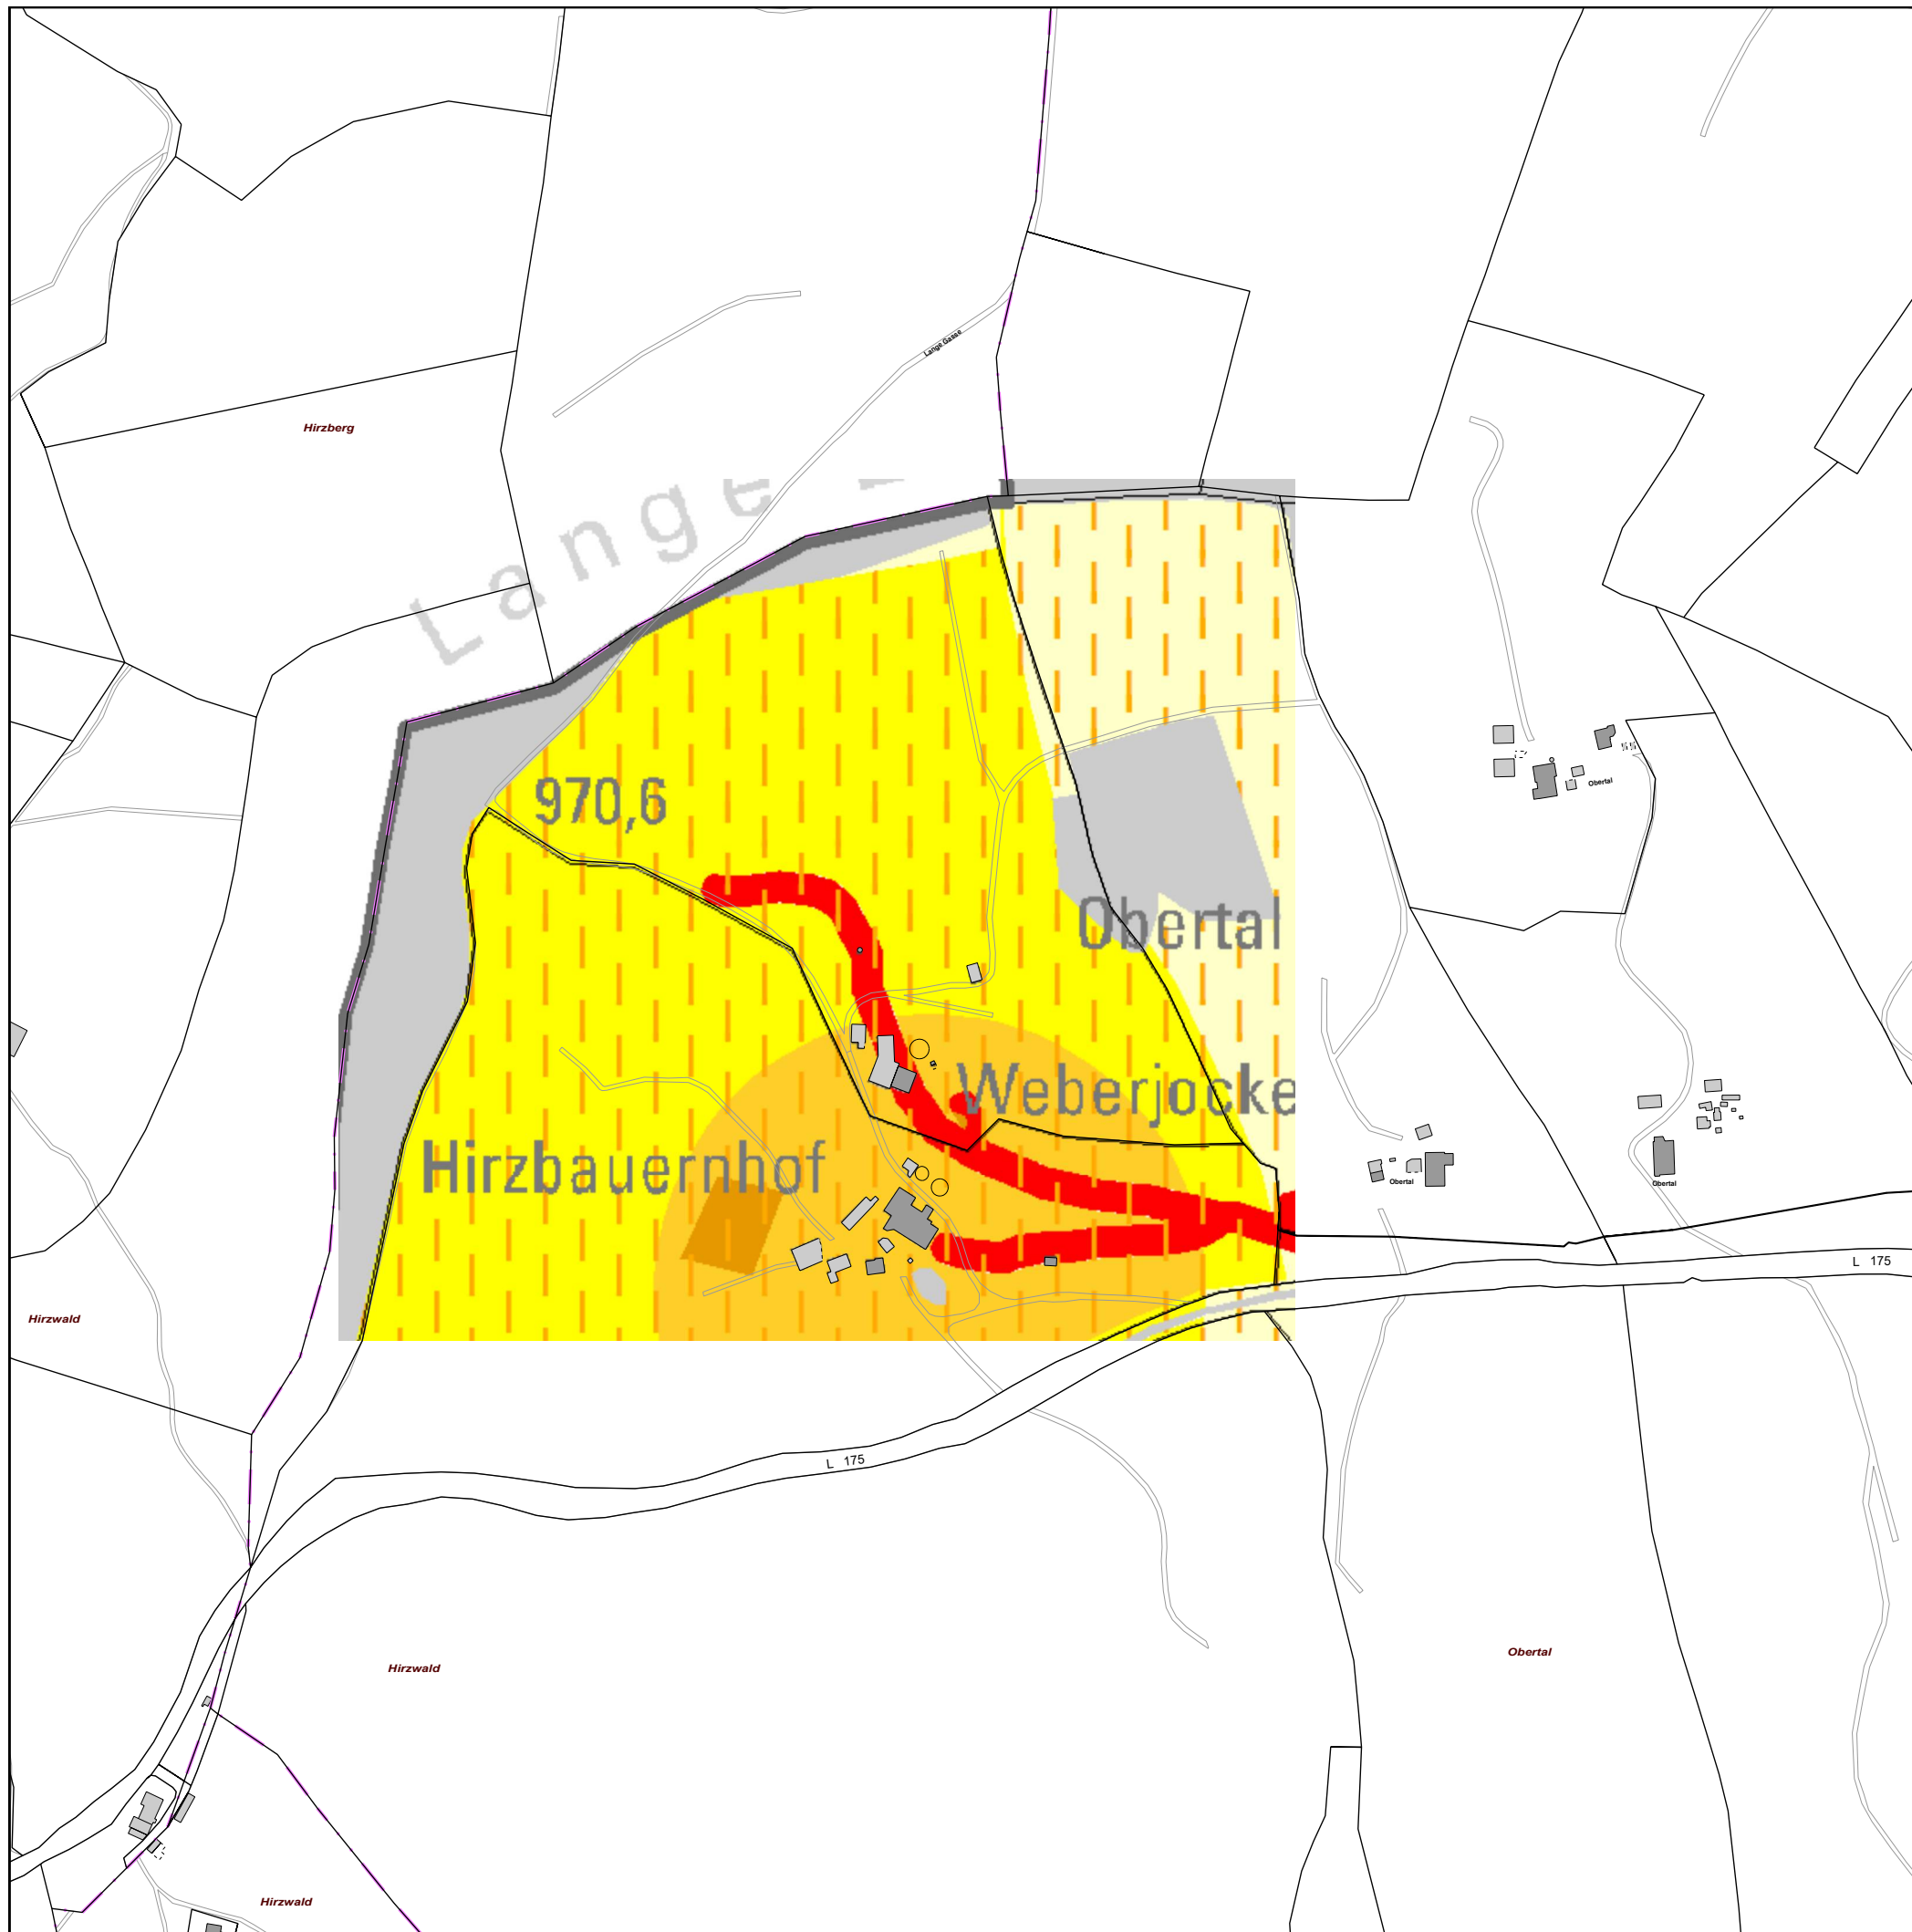 Lange Gasse
Hirzberg
Lange
970,6
Obertal
Obertal
Weberjocke
Hirzbauernhof
Obertal
Obertal
L 175
Hirzwald
L 175
Obertal
Hirzwald
Hirzwald